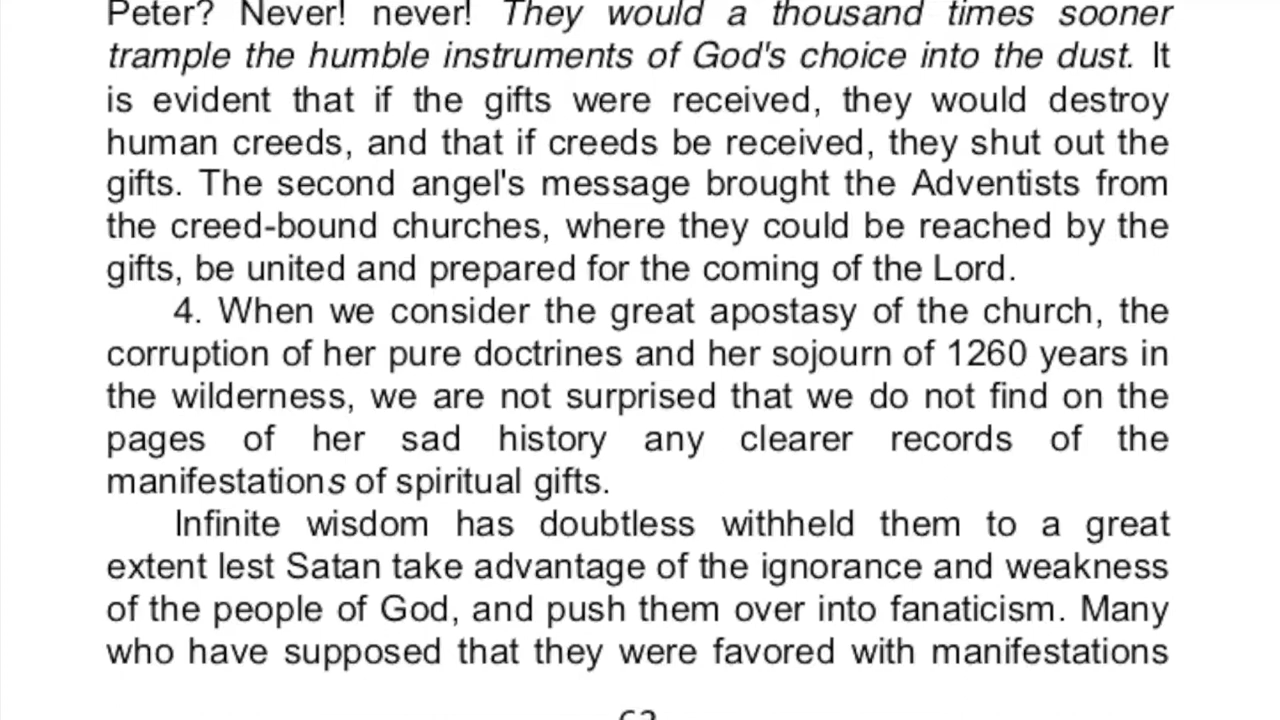 Peter? Never! never! They would a thousand times sooner
trample the humble instruments of God's choice into the dust. It
is evident that if the gifts were received, they would destroy
human creeds, and that if creeds be received, they shut out the
gifts. The second angel's message brought the Adventists from
the creed-bound churches, where they could be reached by the
gifts, be united and prepared for the coming of the Lord.
4. When we consider the great apostasy of the church, the
corruption of her pure doctrines and her sojourn of 1260 years in
the wilderness, we are not surprised that we do not find on the
pages of her sad history any clearer records of the
manifestations of spiritual gifts.
Infinite wisdom has doubtless withheld them to a great
extent lest Satan take advantage of the ignorance and weakness
of the people of God, and push them over into fanaticism. Many
who have supposed that they were favored with manifestations